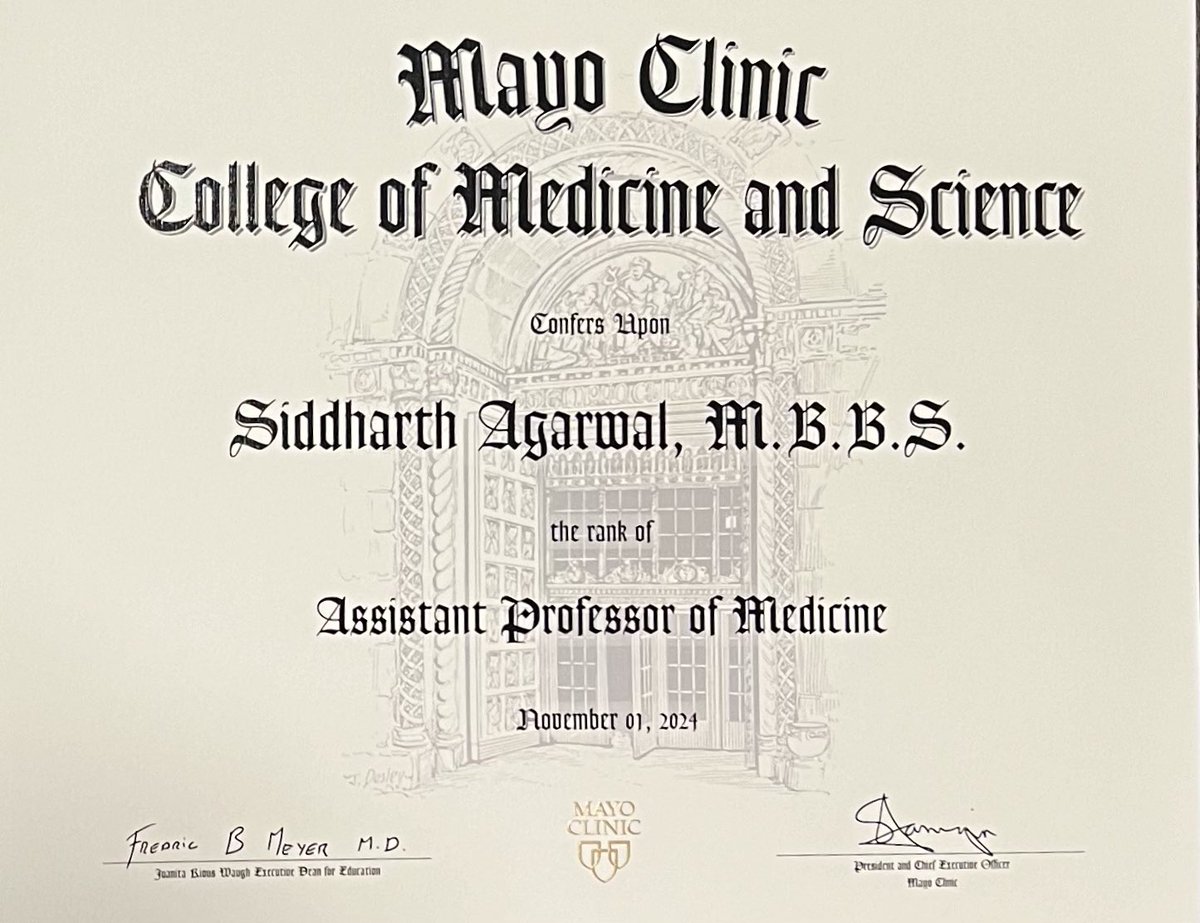 Mayo Clinic
College of Medicine and Science
Confers Upon
Siddharth Agarwal, M.B.B.S.
the rank of
Assistant Professor of Medicine
November 01, 2024
FREDRIC B MEYER M.D.
Juanita Kious Waugh Executive Dean for Education
MAYO
CLINIC
President and Chief Executive Officer
Mayo Clinic